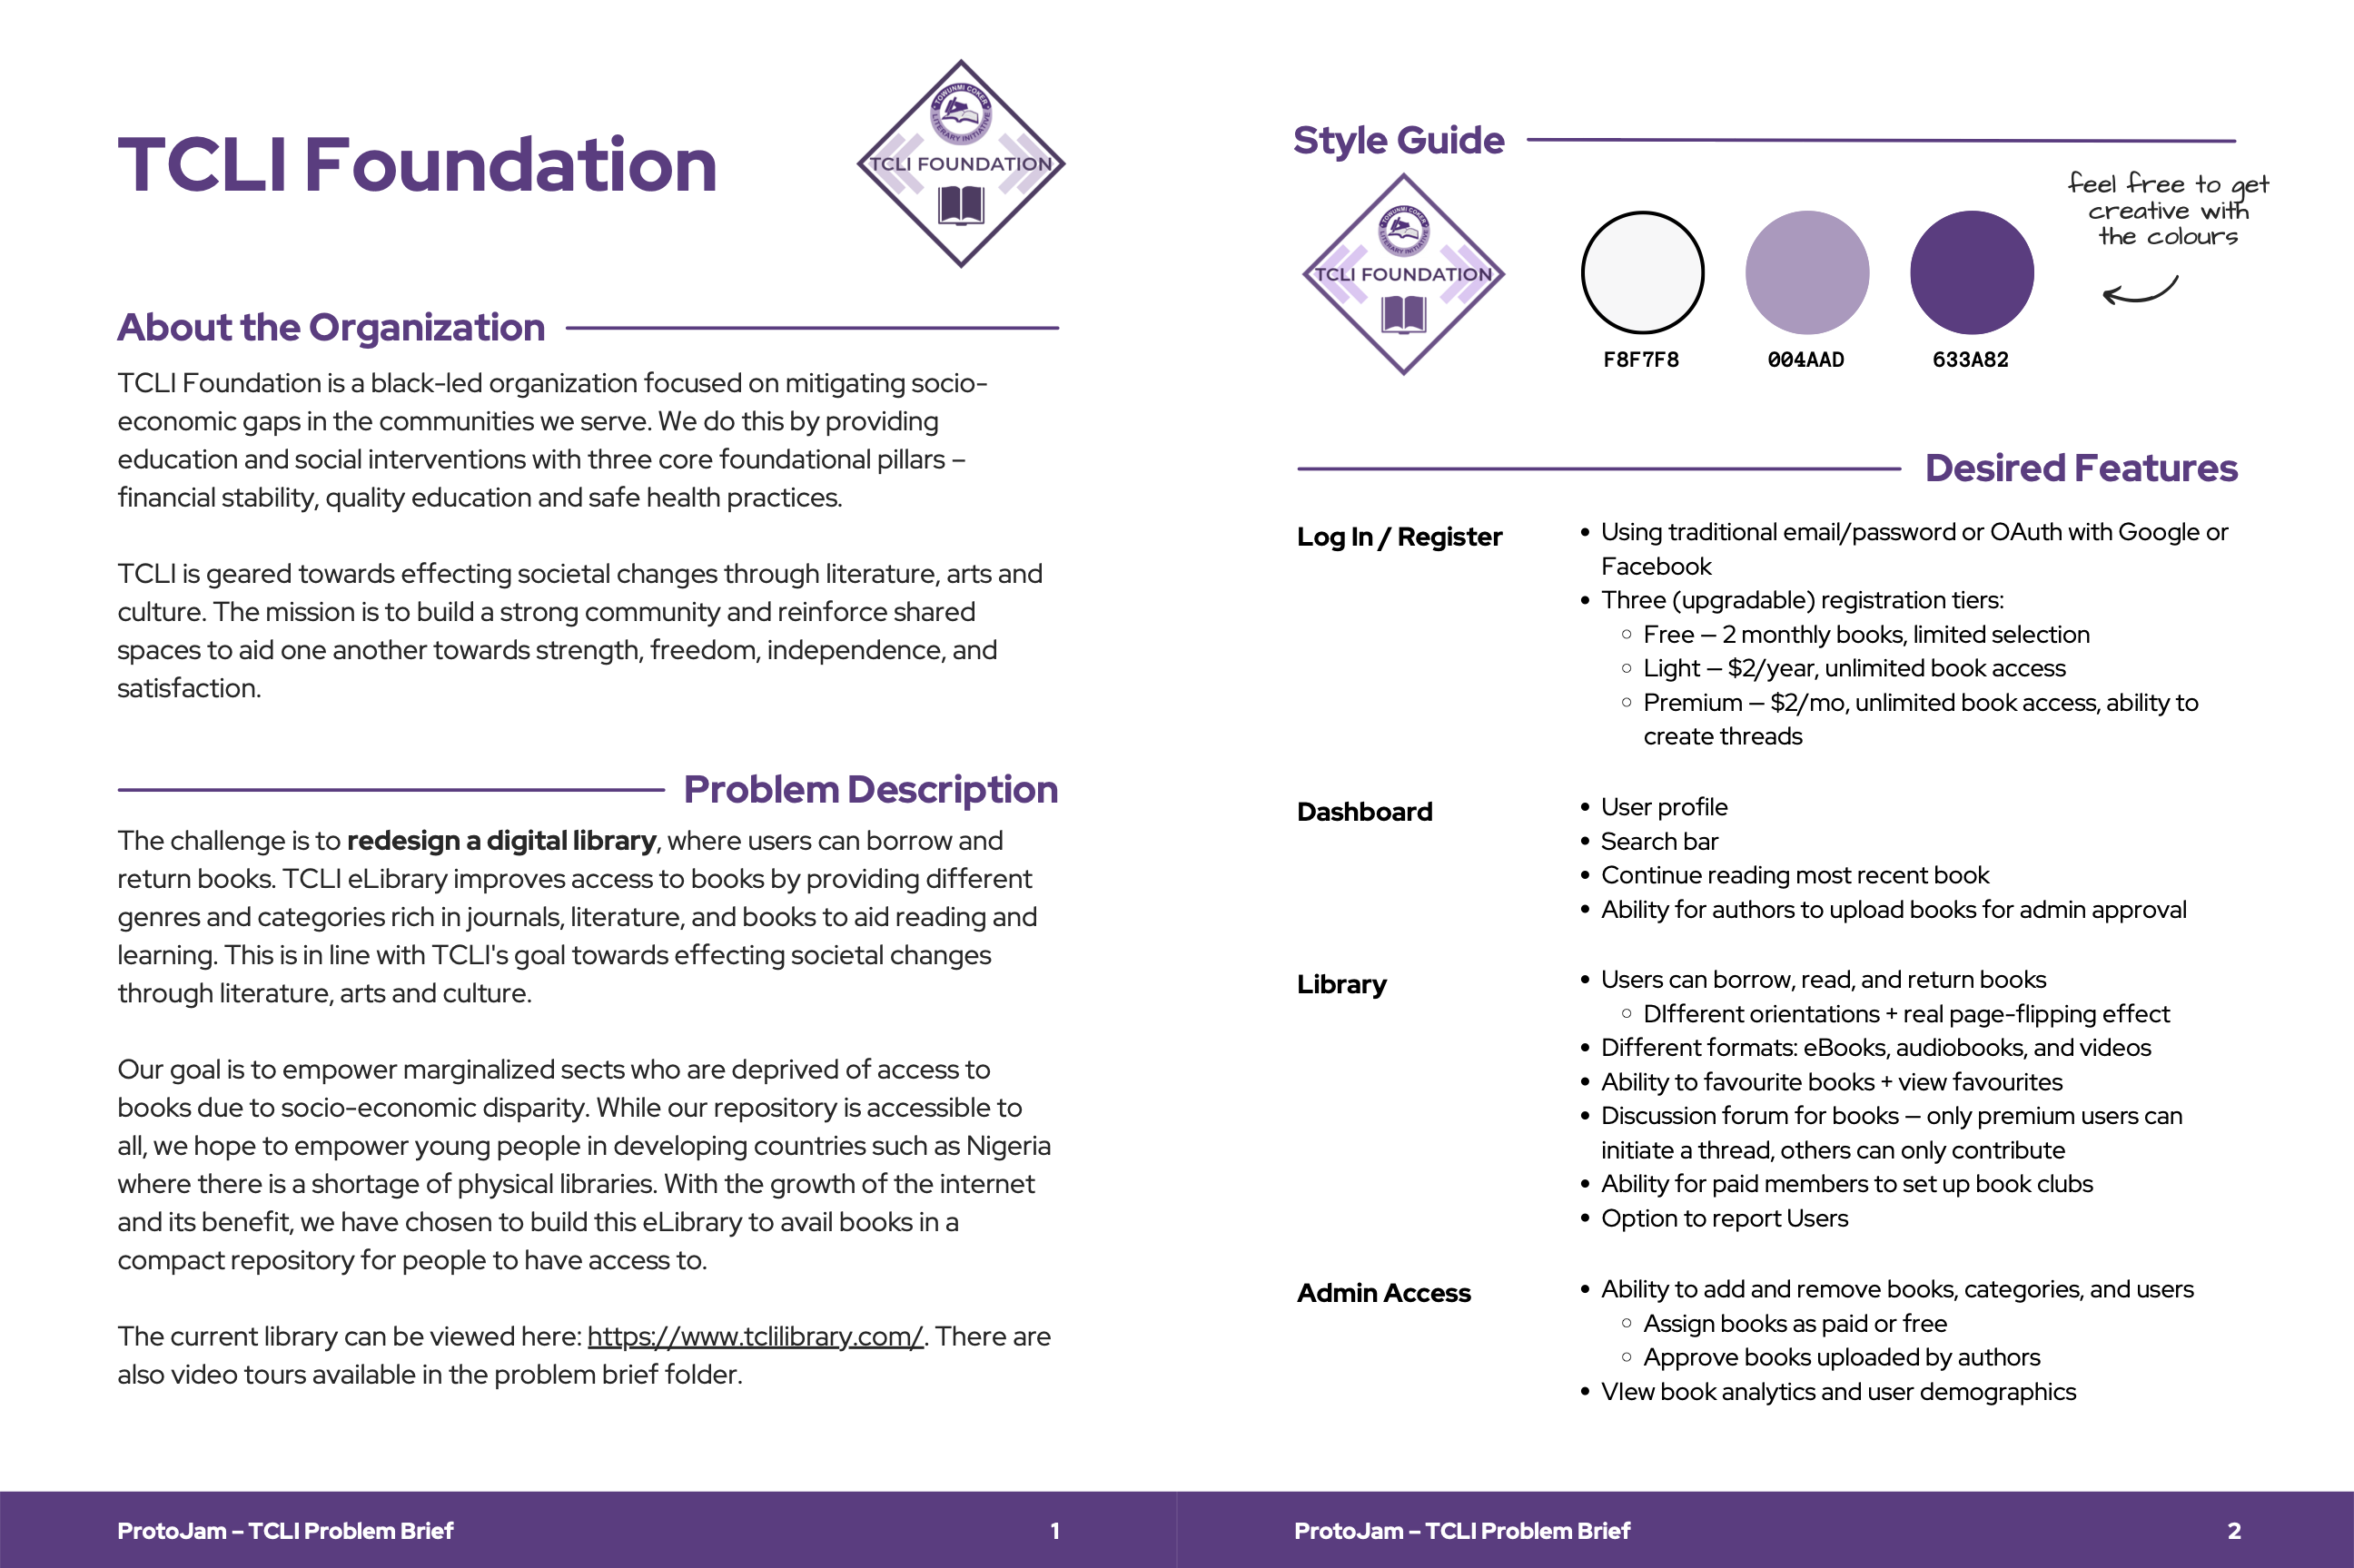 TCLI Foundation
TOWUNMI COKER
LITERARY INITIATIVE
TCLI FOUNDATION
About the Organization
TCLI Foundation is a black-led organization focused on mitigating socio-
economic gaps in the communities we serve. We do this by providing
education and social interventions with three core foundational pillars –
financial stability, quality education and safe health practices.
TCLI is geared towards effecting societal changes through literature, arts and
culture. The mission is to build a strong community and reinforce shared
spaces to aid one another towards strength, freedom, independence, and
satisfaction.
Problem Description
The challenge is to redesign a digital library, where users can borrow and
return books. TCLI eLibrary improves access to books by providing different
genres and categories rich in journals, literature, and books to aid reading and
learning. This is in line with TCLI's goal towards effecting societal changes
through literature, arts and culture.
Our goal is to empower marginalized sects who are deprived of access to
books due to socio-economic disparity. While our repository is accessible to
all, we hope to empower young people in developing countries such as Nigeria
where there is a shortage of physical libraries. With the growth of the internet
and its benefit, we have chosen to build this eLibrary to avail books in a
compact repository for people to have access to.
The current library can be viewed here: https://www.tclilibrary.com/. There are
also video tours available in the problem brief folder.
ProtoJam – TCLI Problem Brief
1
Style Guide
TOWUNMI COKER
LITERARY INITIATIVE
TCLI FOUNDATION
feel free to get
creative with
the colours
F8F7F8
004AAD
633A82
Desired Features
Log In / Register
• Using traditional email/password or OAuth with Google or
Facebook
• Three (upgradable) registration tiers:
◦ Free — 2 monthly books, limited selection
◦ Light — $2/year, unlimited book access
◦ Premium — $2/mo, unlimited book access, ability to
create threads
Dashboard
• User profile
• Search bar
• Continue reading most recent book
• Ability for authors to upload books for admin approval
Library
• Users can borrow, read, and return books
◦ DIfferent orientations + real page-flipping effect
• Different formats: eBooks, audiobooks, and videos
• Ability to favourite books + view favourites
• Discussion forum for books — only premium users can
initiate a thread, others can only contribute
• Ability for paid members to set up book clubs
• Option to report Users
Admin Access
• Ability to add and remove books, categories, and users
◦ Assign books as paid or free
◦ Approve books uploaded by authors
• VIew book analytics and user demographics
ProtoJam – TCLI Problem Brief
2